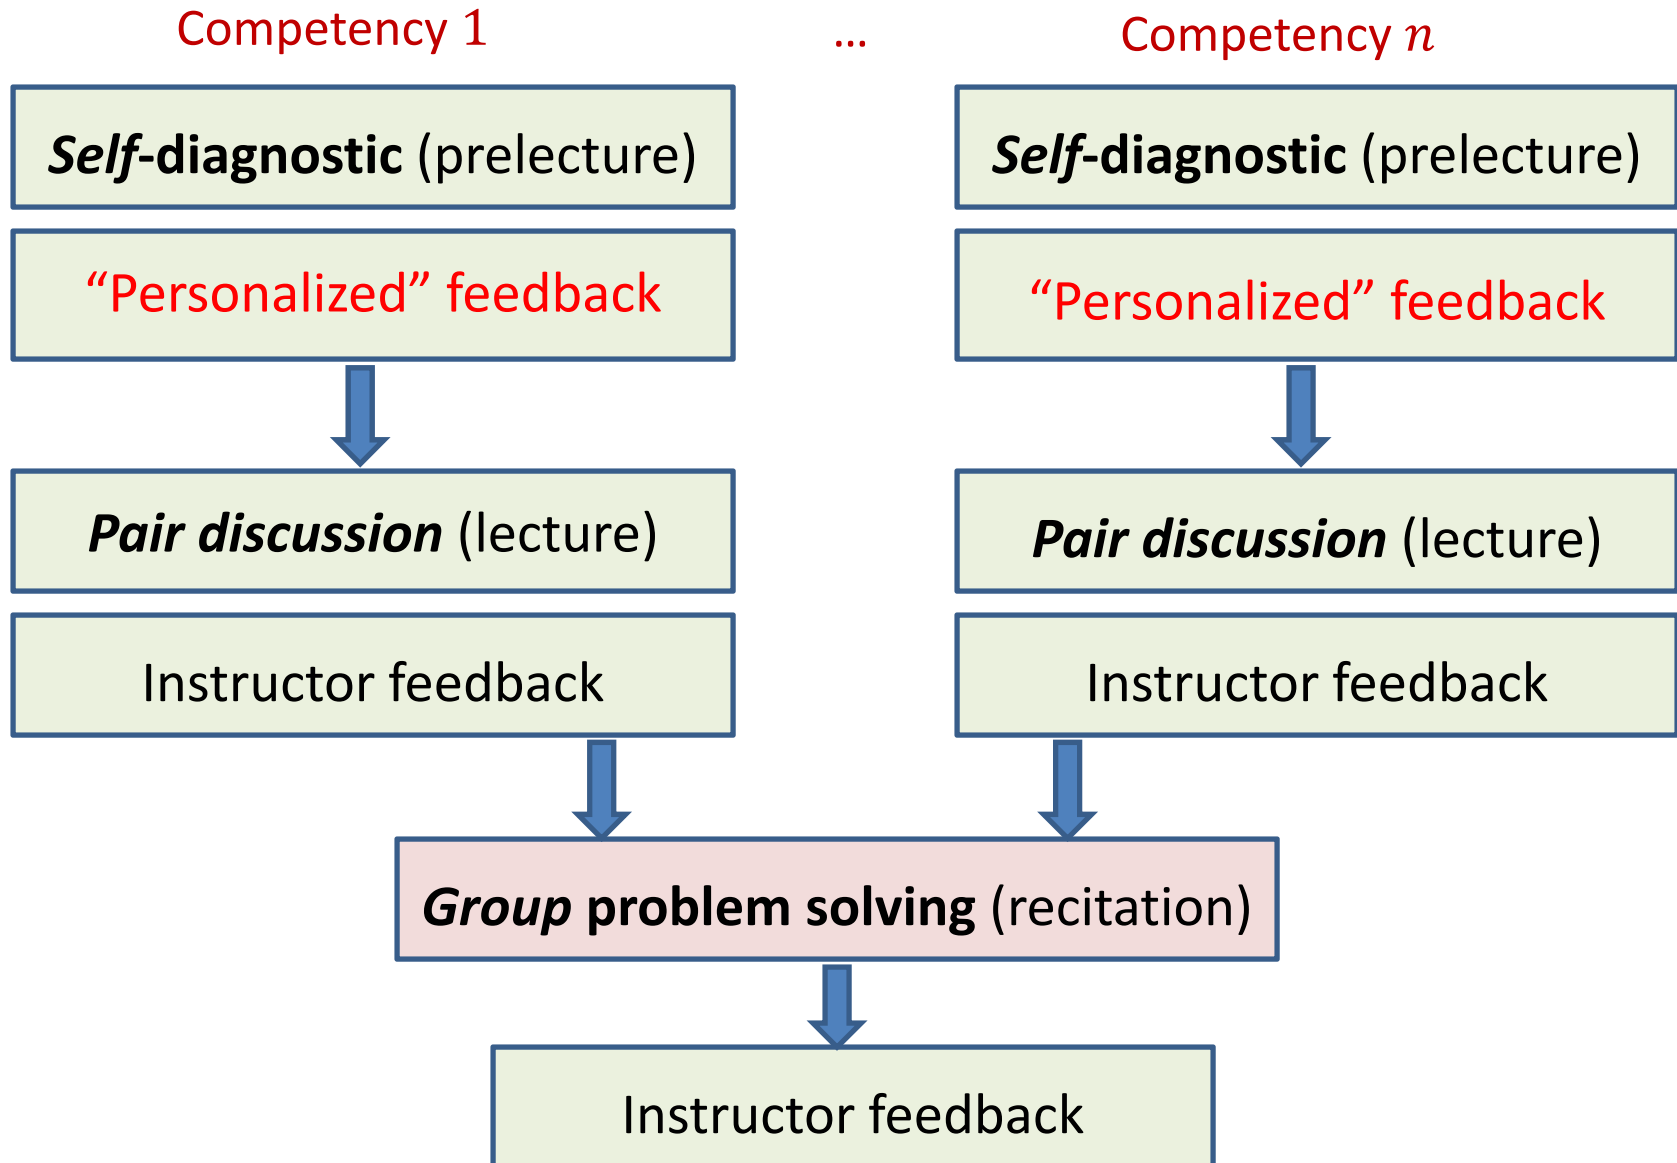 Competency 1
...
Competency n
Self-diagnostic (prelecture)
“Personalized” feedback
Pair discussion (lecture)
Instructor feedback
Self-diagnostic (prelecture)
“Personalized” feedback
Pair discussion (lecture)
Instructor feedback
Group problem solving (recitation)
Instructor feedback